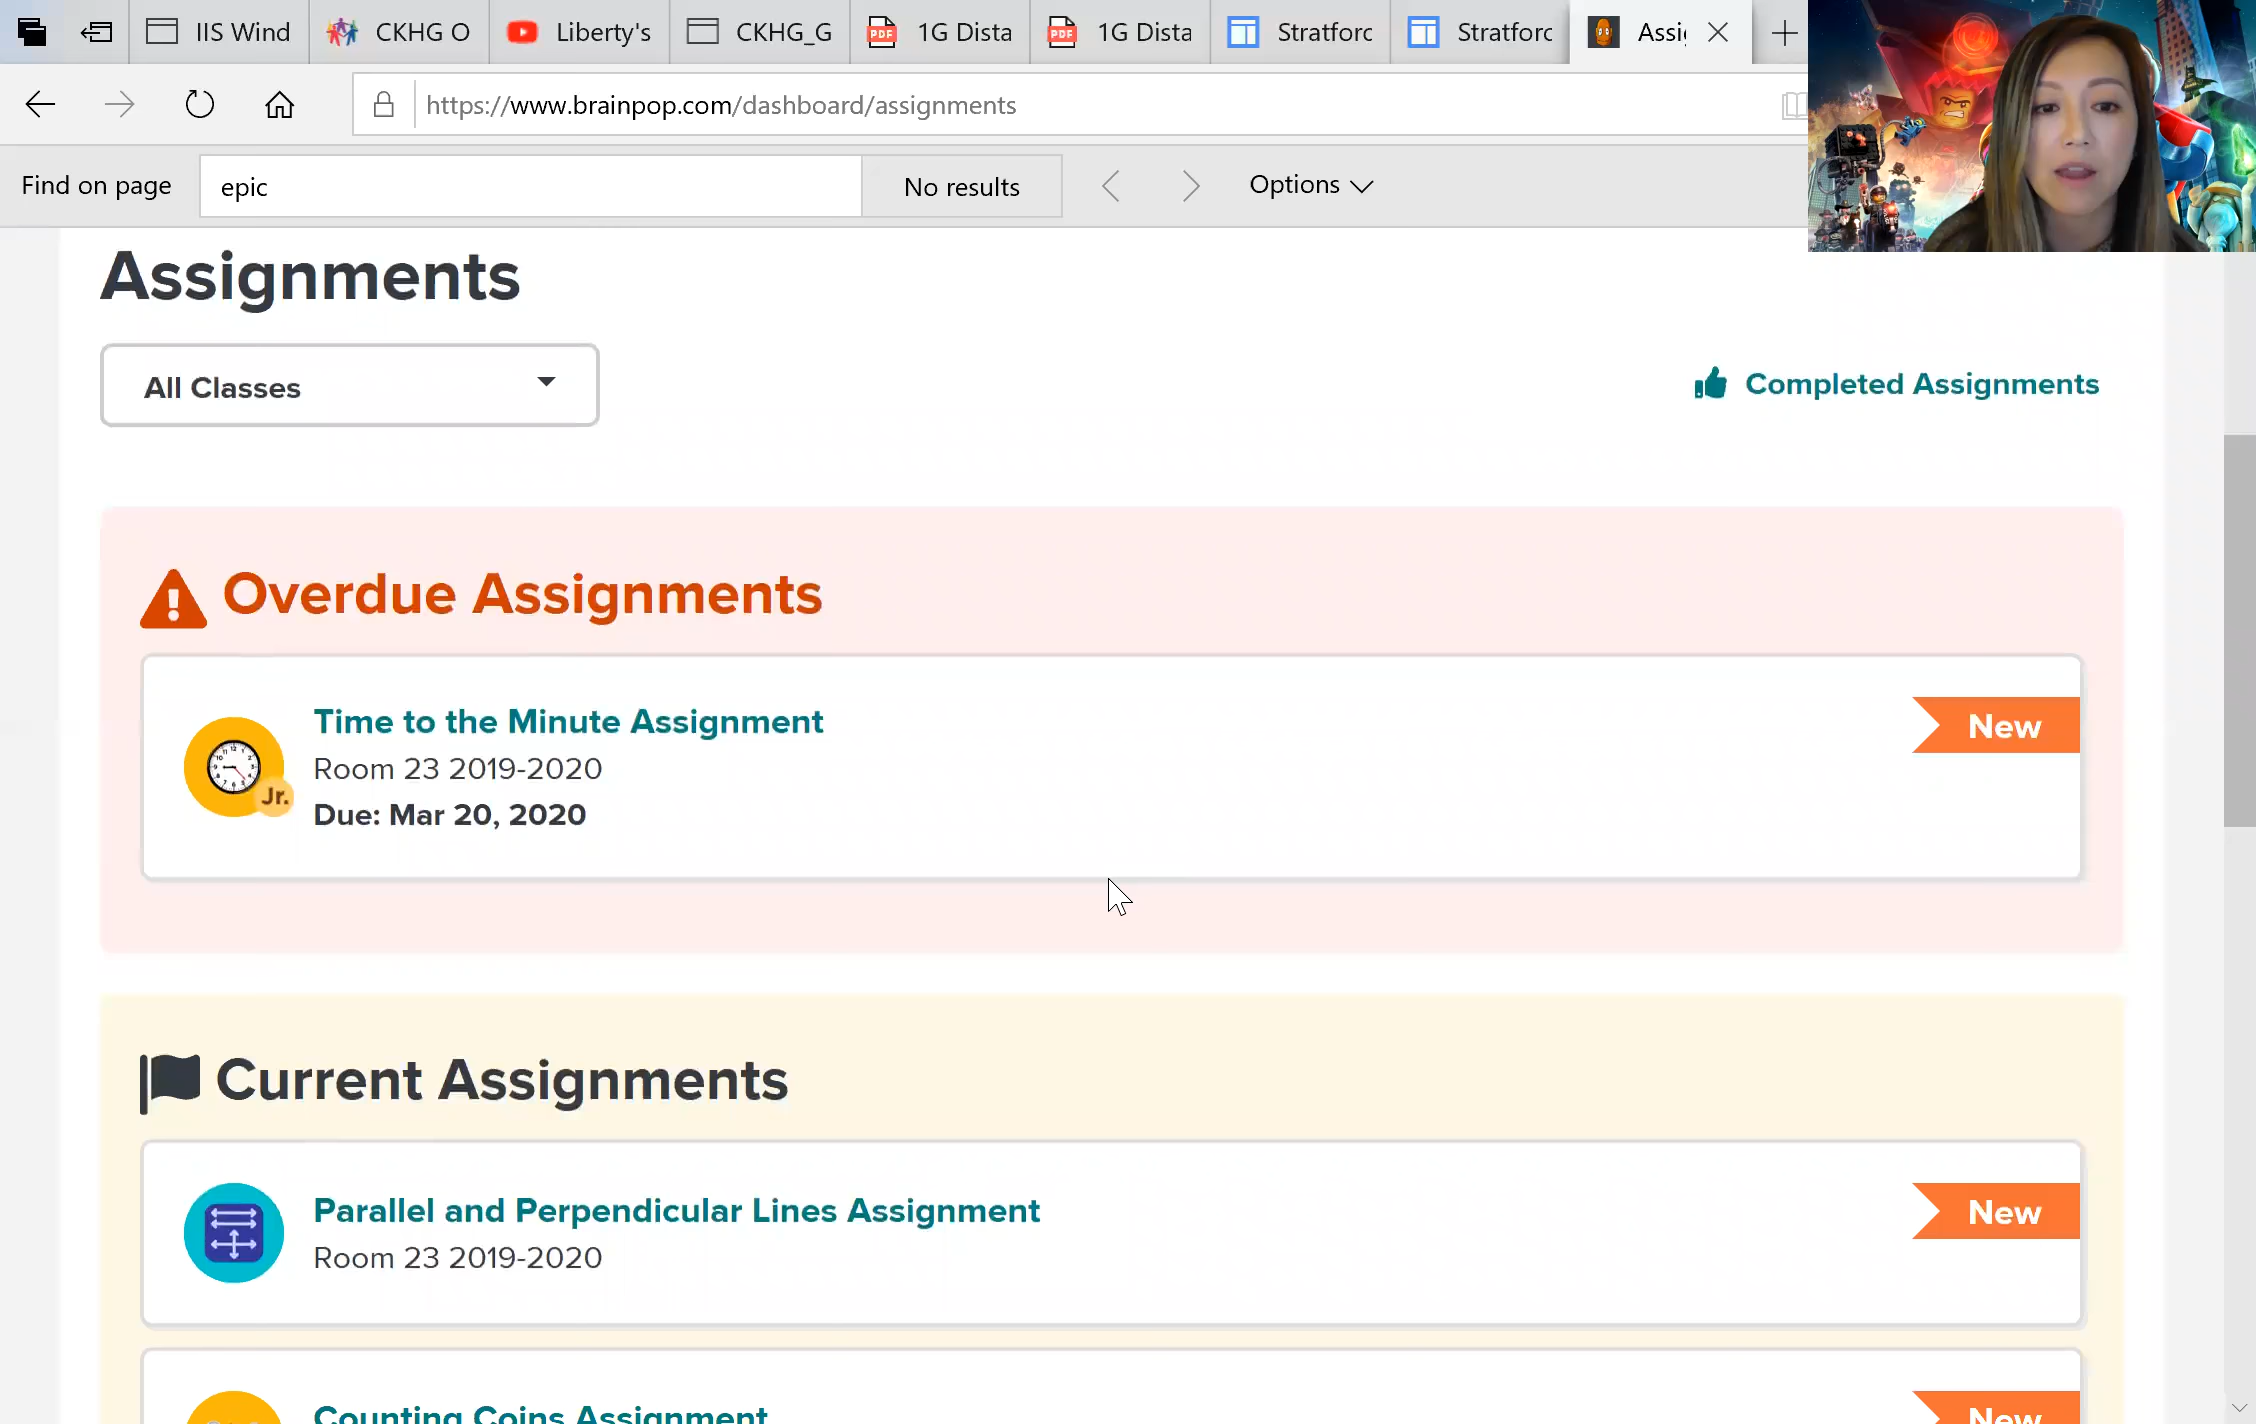 IIS Wind
CKHG O
Liberty's
CKHG_G
1G Dista
1G Dista
Stratford
Stratford
Assi
https://www.brainpop.com/dashboard/assignments
Find on page
epic
No results
Options
Assignments
All Classes
Completed Assignments
Overdue Assignments
Time to the Minute Assignment
New
Room 23 2019-2020
Jr.
Due: Mar 20, 2020
Current Assignments
Parallel and Perpendicular Lines Assignment
New
Room 23 2019-2020
Counting Coins Assignment
New